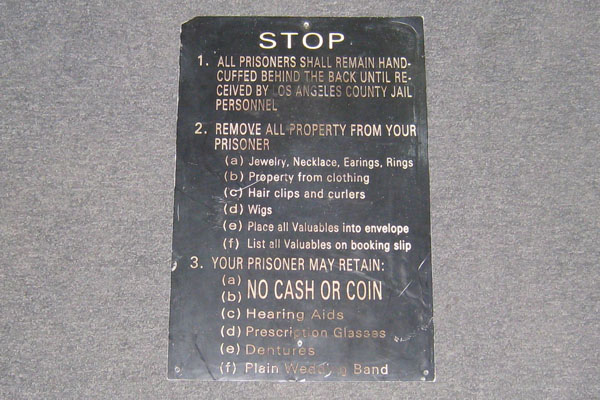 STOP
1. ALL PRISONERS SHALL REMAIN HAND-
CUFFED BEHIND THE BACK UNTIL RE-
CEIVED BY LOS ANGELES COUNTY JAIL
PERSONNEL
2. REMOVE ALL PROPERTY FROM YOUR
PRISONER
(a) Jewelry, Necklace, Earings, Rings
(b) Property from clothing
(c) Hair clips and curlers
(d) Wigs
(e) Place all Valuables into envelope
(f) List all Valuables on booking slip
3. YOUR PRISONER MAY RETAIN:
(a)
(b) NO CASH OR COIN
(c) Hearing Aids
(d) Prescription Glasses
(e) Dentures
(f) Plain Wedding Band